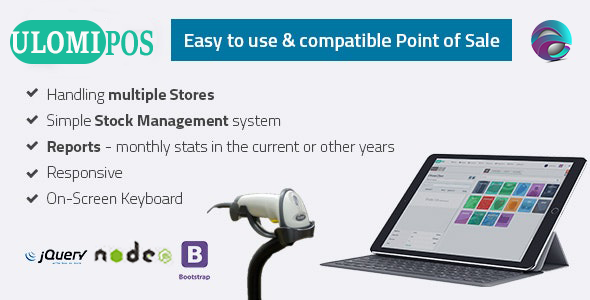 ULOMIPOS
Easy to use & compatible Point of Sale
Handling multiple Stores
Simple Stock Management system
Reports - monthly stats in the current or other years
Responsive
On-Screen Keyboard
jQuery
node
JS
B
Bootstrap